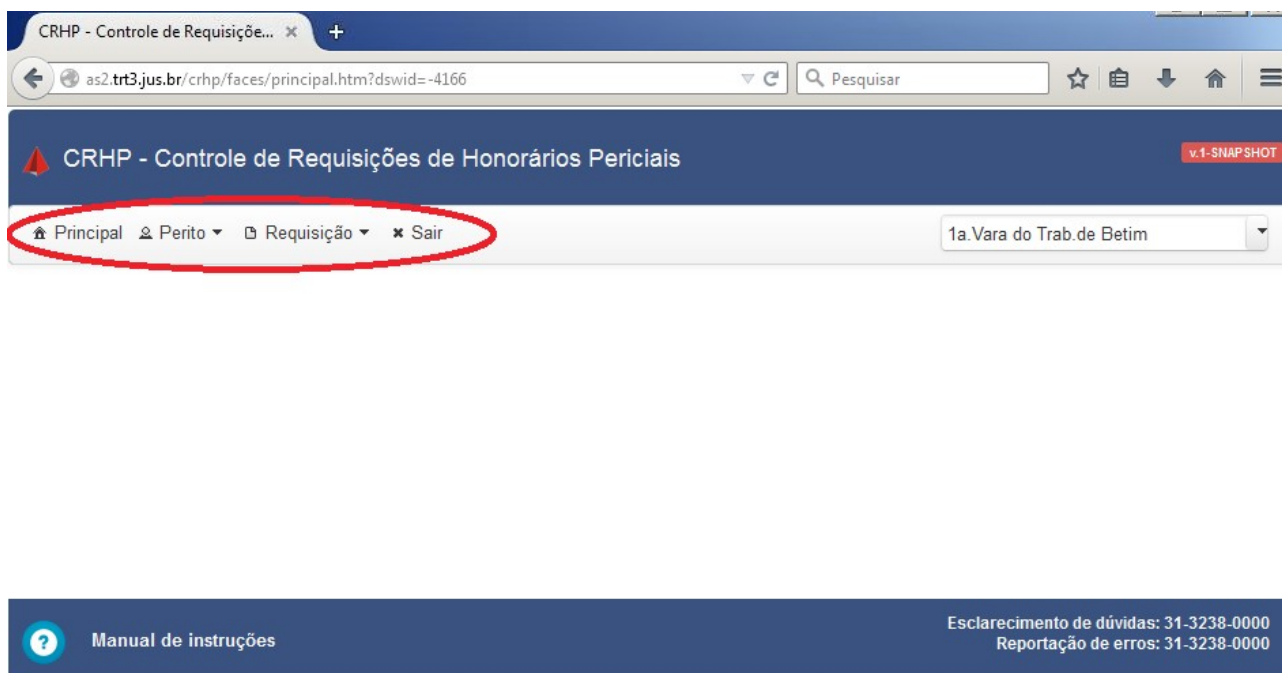 CRHP - Controle de Requisiçõe...
as2.trt3.jus.br/crhp/faces/principal.htm?dswid=-4166
Pesquisar
CRHP - Controle de Requisições de Honorários Periciais
v.1-SNAPSHOT
Principal Perito Requisição Sair
1a.Vara do Trab.de Betim
Manual de instruções
Esclarecimento de dúvidas: 31-3238-0000
Reportação de erros: 31-3238-0000